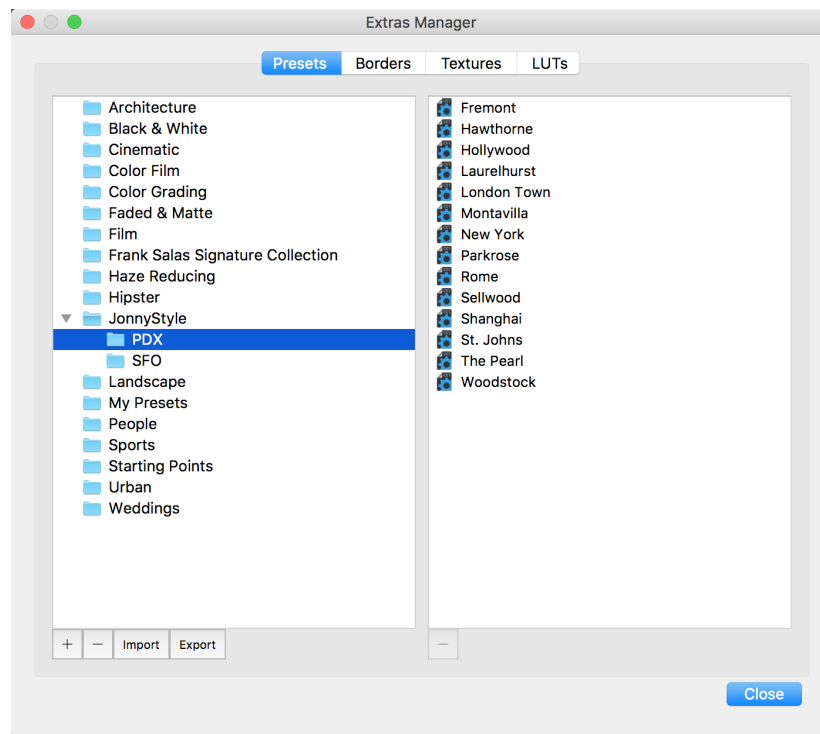 Extras Manager
Presets Borders Textures LUTs
Architecture
Black & White
Cinematic
Color Film
Color Grading
Faded & Matte
Film
Frank Salas Signature Collection
Haze Reducing
Hipster
JonnyStyle
PDX
SFO
Landscape
My Presets
People
Sports
Starting Points
Urban
Weddings
+ − Import Export
Fremont
Hawthorne
Hollywood
Laurelhurst
London Town
Montavilla
New York
Parkrose
Rome
Sellwood
Shanghai
St. Johns
The Pearl
Woodstock
−
Close